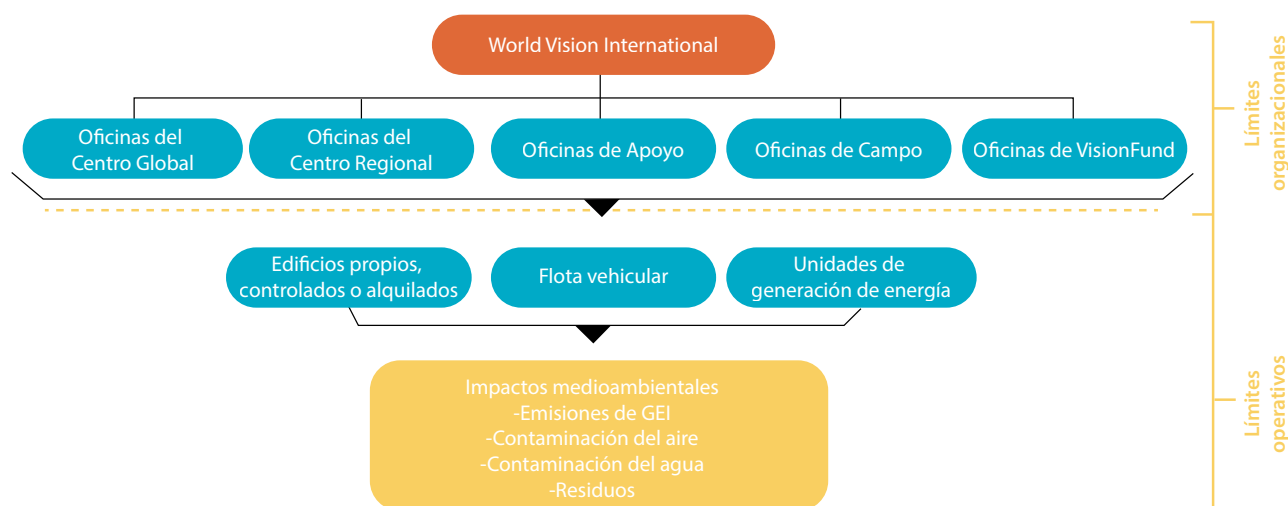 World Vision International
Oficinas del
Centro Global
Oficinas del
Centro Regional
Oficinas de Apoyo
Oficinas de Campo
Oficinas de VisionFund
Límites
organizacionales
Edificios propios,
controlados o alquilados
Flota vehicular
Unidades de
generación de energía
Impactos medioambientales
-Emisiones de GEI
-Contaminación del aire
-Contaminación del agua
-Residuos
Límites
operativos